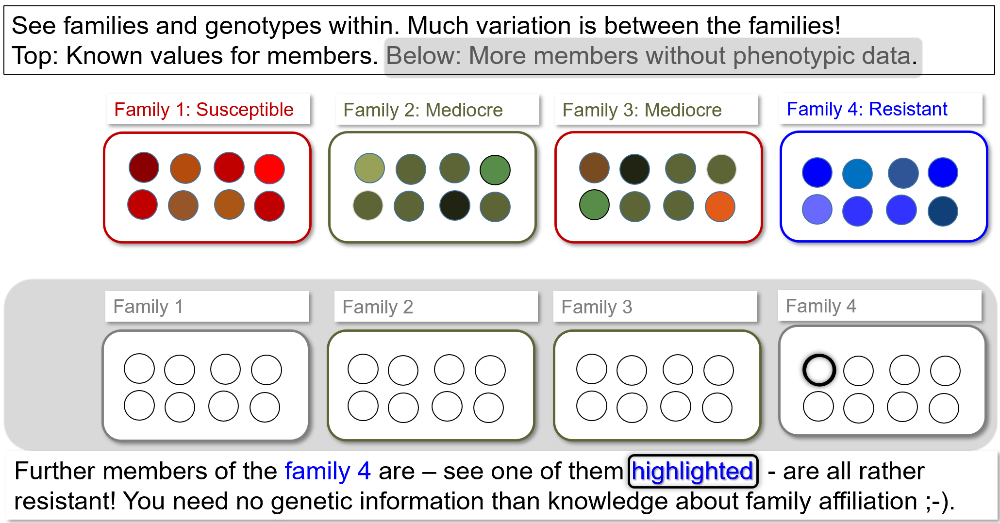 See families and genotypes within. Much variation is between the families!
Top: Known values for members. Below: More members without phenotypic data.
Family 1: Susceptible
Family 2: Mediocre
Family 3: Mediocre
Family 4: Resistant
Family 1
Family 2
Family 3
Family 4
Further members of the family 4 are – see one of them highlighted - are all rather
resistant! You need no genetic information than knowledge about family affiliation ;-).